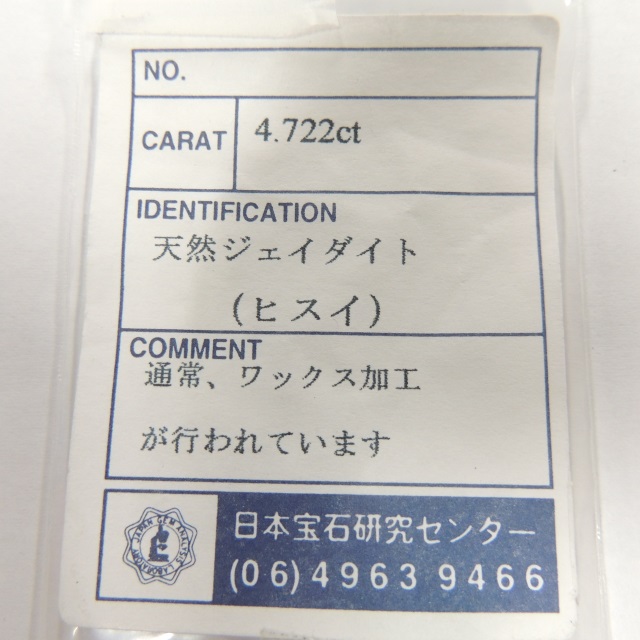 NO.
CARAT 4.722ct
IDENTIFICATION
天然ジェイダイト
(ヒスイ)
COMMENT
通常、ワックス加工
が行われています
日本宝石研究センター
(06)4963 9466